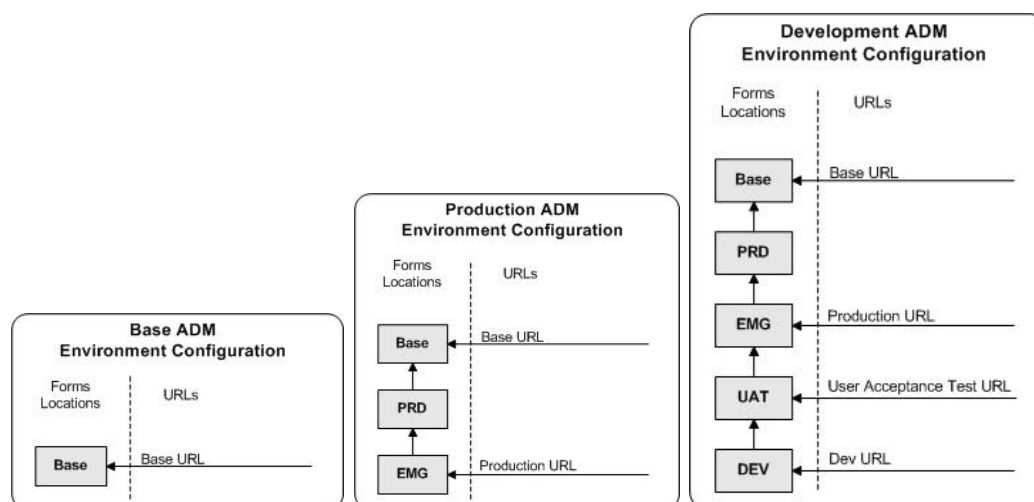 Base ADM
Environment Configuration
Forms
Locations
URLs
Base
Base URL
Production ADM
Environment Configuration
Forms
Locations
URLs
Base
Base URL
PRD
EMG
Production URL
Development ADM
Environment Configuration
Forms
Locations
URLs
Base
Base URL
PRD
EMG
Production URL
UAT
User Acceptance Test URL
DEV
Dev URL